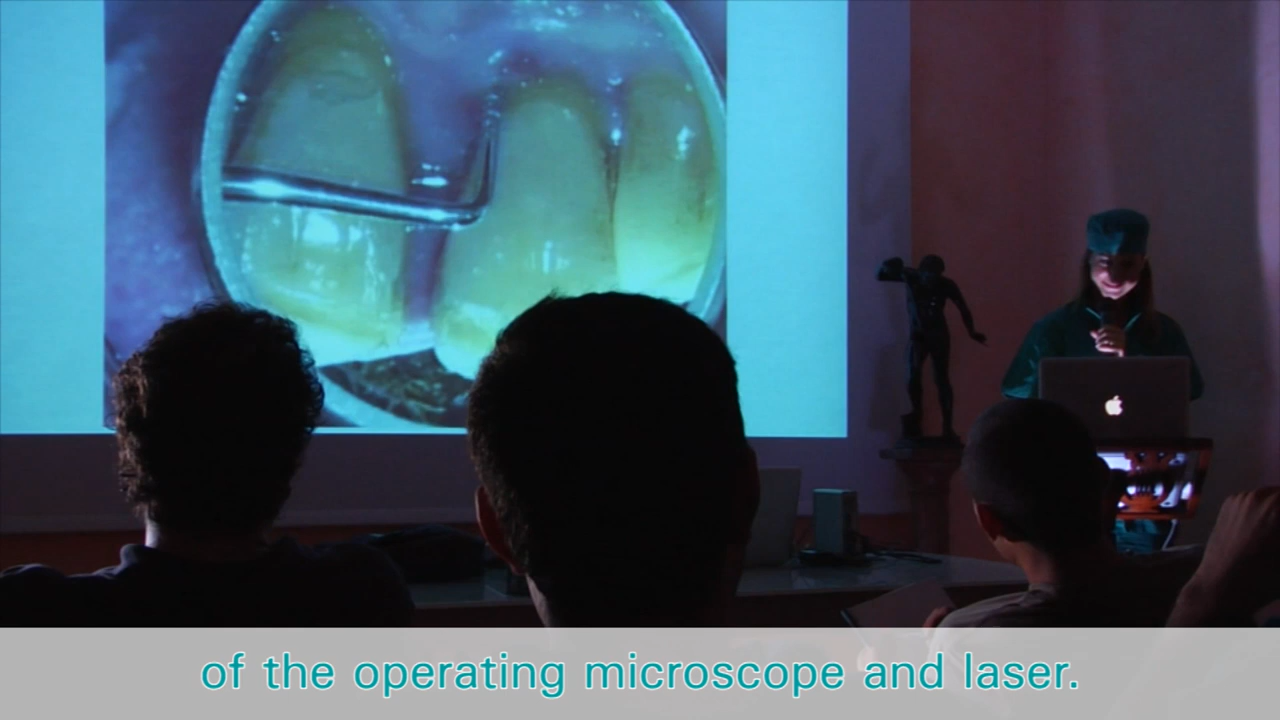 of the operating microscope and laser.